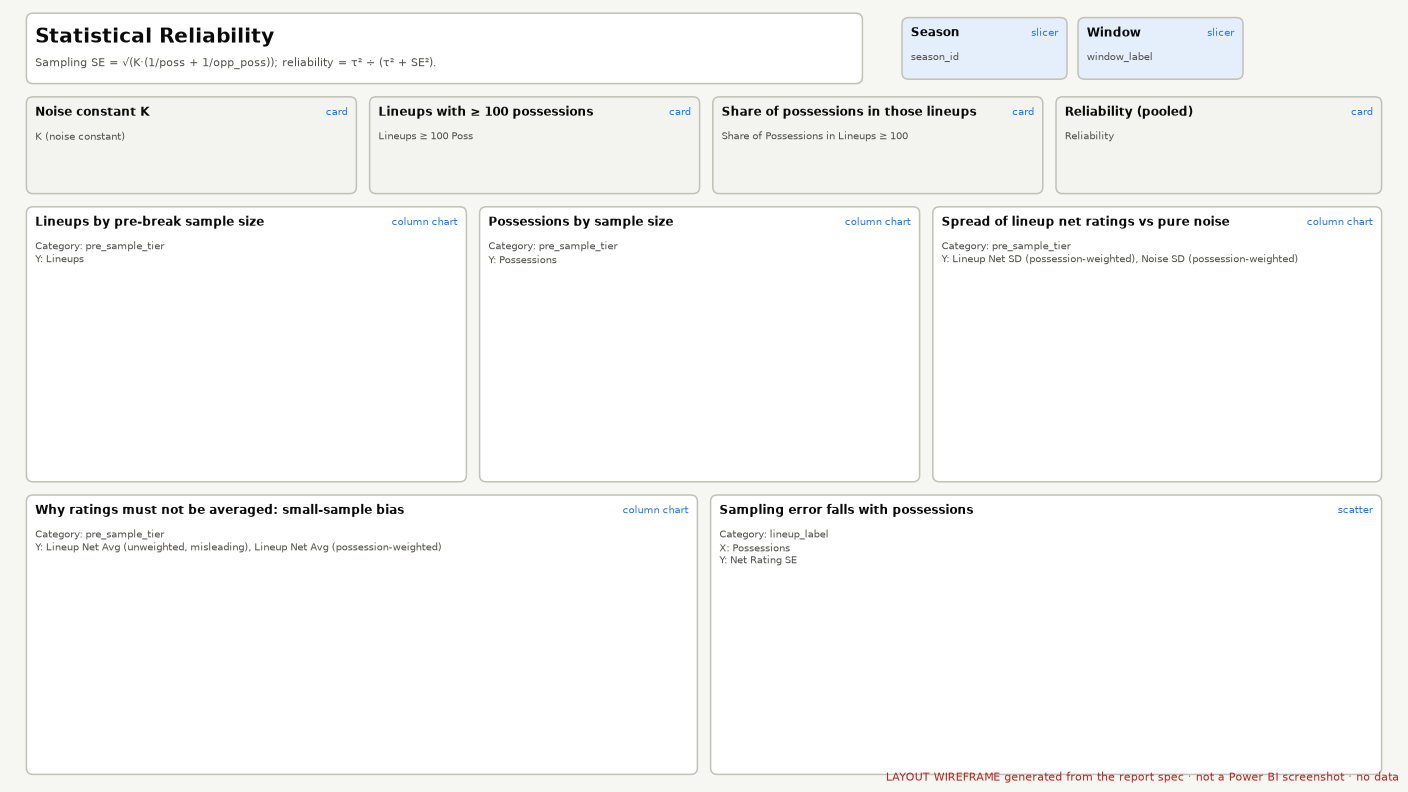 Statistical Reliability
Sampling SE = √(K·(1/poss + 1/opp_poss)); reliability = τ² ÷ (τ² + SE²).
Season slicer
season_id
Window slicer
window_label
Noise constant K card
K (noise constant)
Lineups with ≥ 100 possessions card
Lineups ≥ 100 Poss
Share of possessions in those lineups card
Share of Possessions in Lineups ≥ 100
Reliability (pooled) card
Reliability
Lineups by pre-break sample size column chart
Category: pre_sample_tier
Y: Lineups
Possessions by sample size column chart
Category: pre_sample_tier
Y: Possessions
Spread of lineup net ratings vs pure noise column chart
Category: pre_sample_tier
Y: Lineup Net SD (possession-weighted), Noise SD (possession-weighted)
Why ratings must not be averaged: small-sample bias column chart
Category: pre_sample_tier
Y: Lineup Net Avg (unweighted, misleading), Lineup Net Avg (possession-weighted)
Sampling error falls with possessions scatter
Category: lineup_label
X: Possessions
Y: Net Rating SE
LAYOUT WIREFRAME generated from the report spec · not a Power BI screenshot · no data